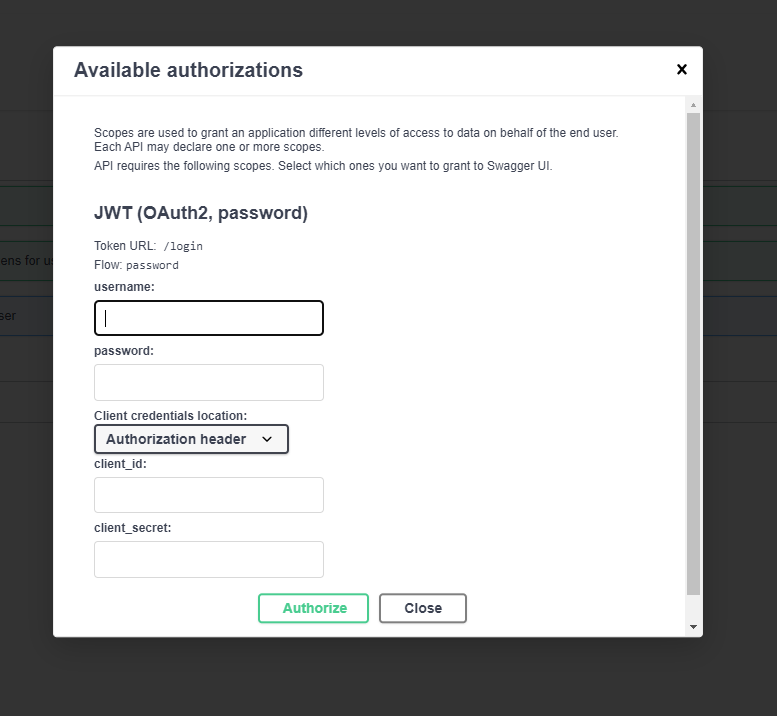 Available authorizations
Scopes are used to grant an application different levels of access to data on behalf of the end user.
Each API may declare one or more scopes.
API requires the following scopes. Select which ones you want to grant to Swagger UI.
JWT (OAuth2, password)
Token URL: /login
Flow: password
ens for us
username:
ser
password:
Client credentials location:
Authorization header
client_id:
client_secret:
Authorize
Close